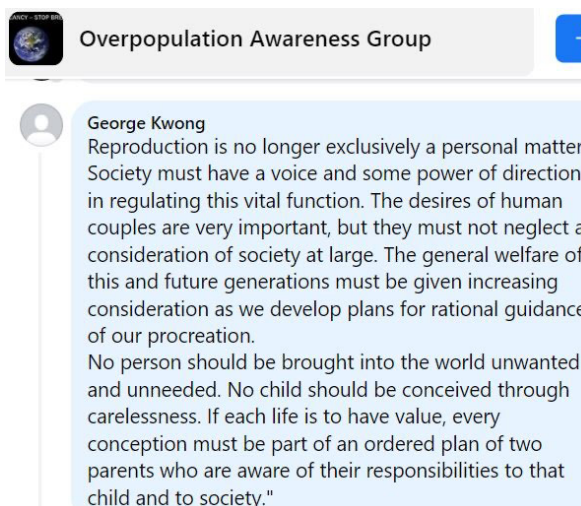 Overpopulation Awareness Group
George Kwong
Reproduction is no longer exclusively a personal matter
Society must have a voice and some power of direction
in regulating this vital function. The desires of human
couples are very important, but they must not neglect a
consideration of society at large. The general welfare of
this and future generations must be given increasing
consideration as we develop plans for rational guidance
of our procreation.
No person should be brought into the world unwanted
and unneeded. No child should be conceived through
carelessness. If each life is to have value, every
conception must be part of an ordered plan of two
parents who are aware of their responsibilities to that
child and to society."